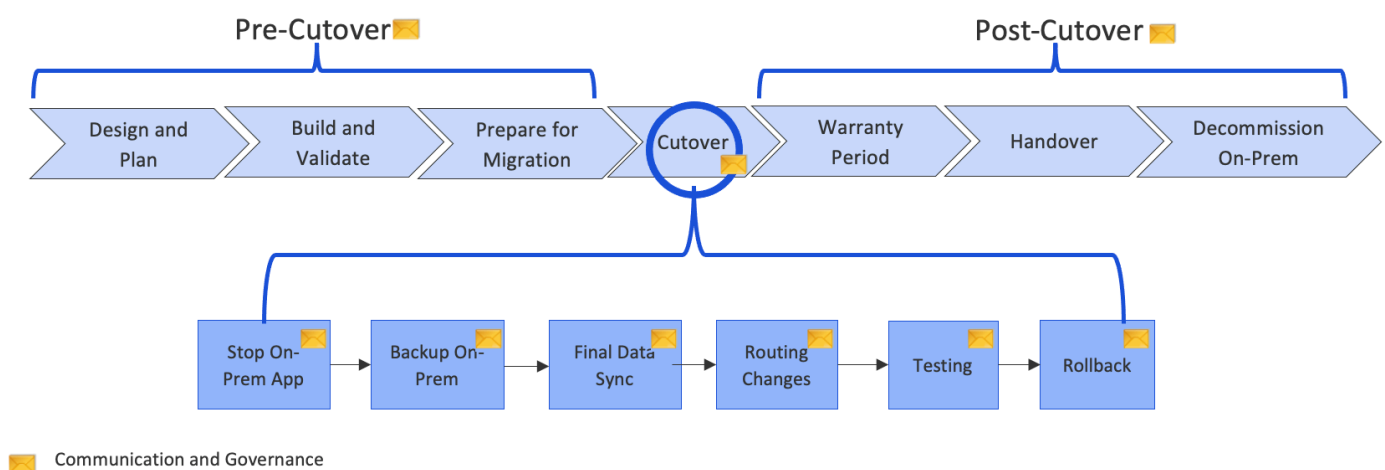 Pre-Cutover
Post-Cutover
Design and
Plan
Build and
Validate
Prepare for
Migration
Cutover
Warranty
Period
Handover
Decommission
On-Prem
Stop On-
Prem App
Backup On-
Prem
Final Data
Sync
Routing
Changes
Testing
Rollback
Communication and Governance